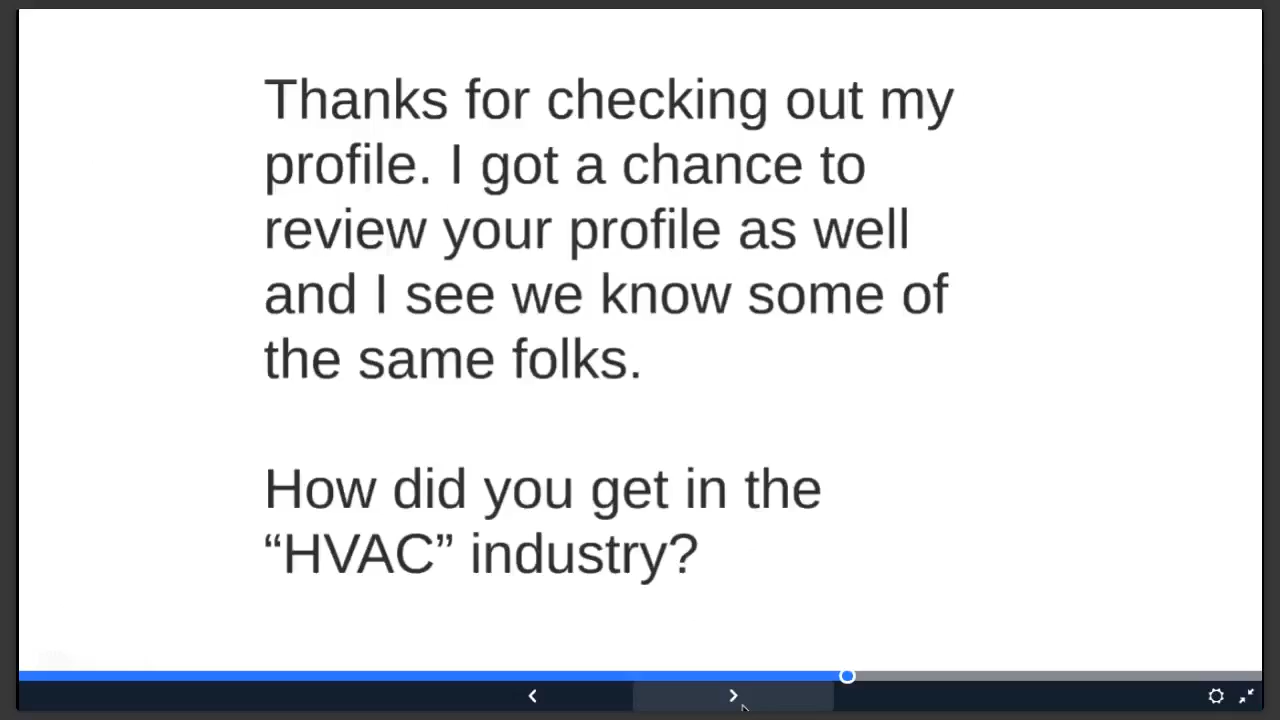 Thanks for checking out my
profile. I got a chance to
review your profile as well
and I see we know some of
the same folks.
How did you get in the
“HVAC” industry?